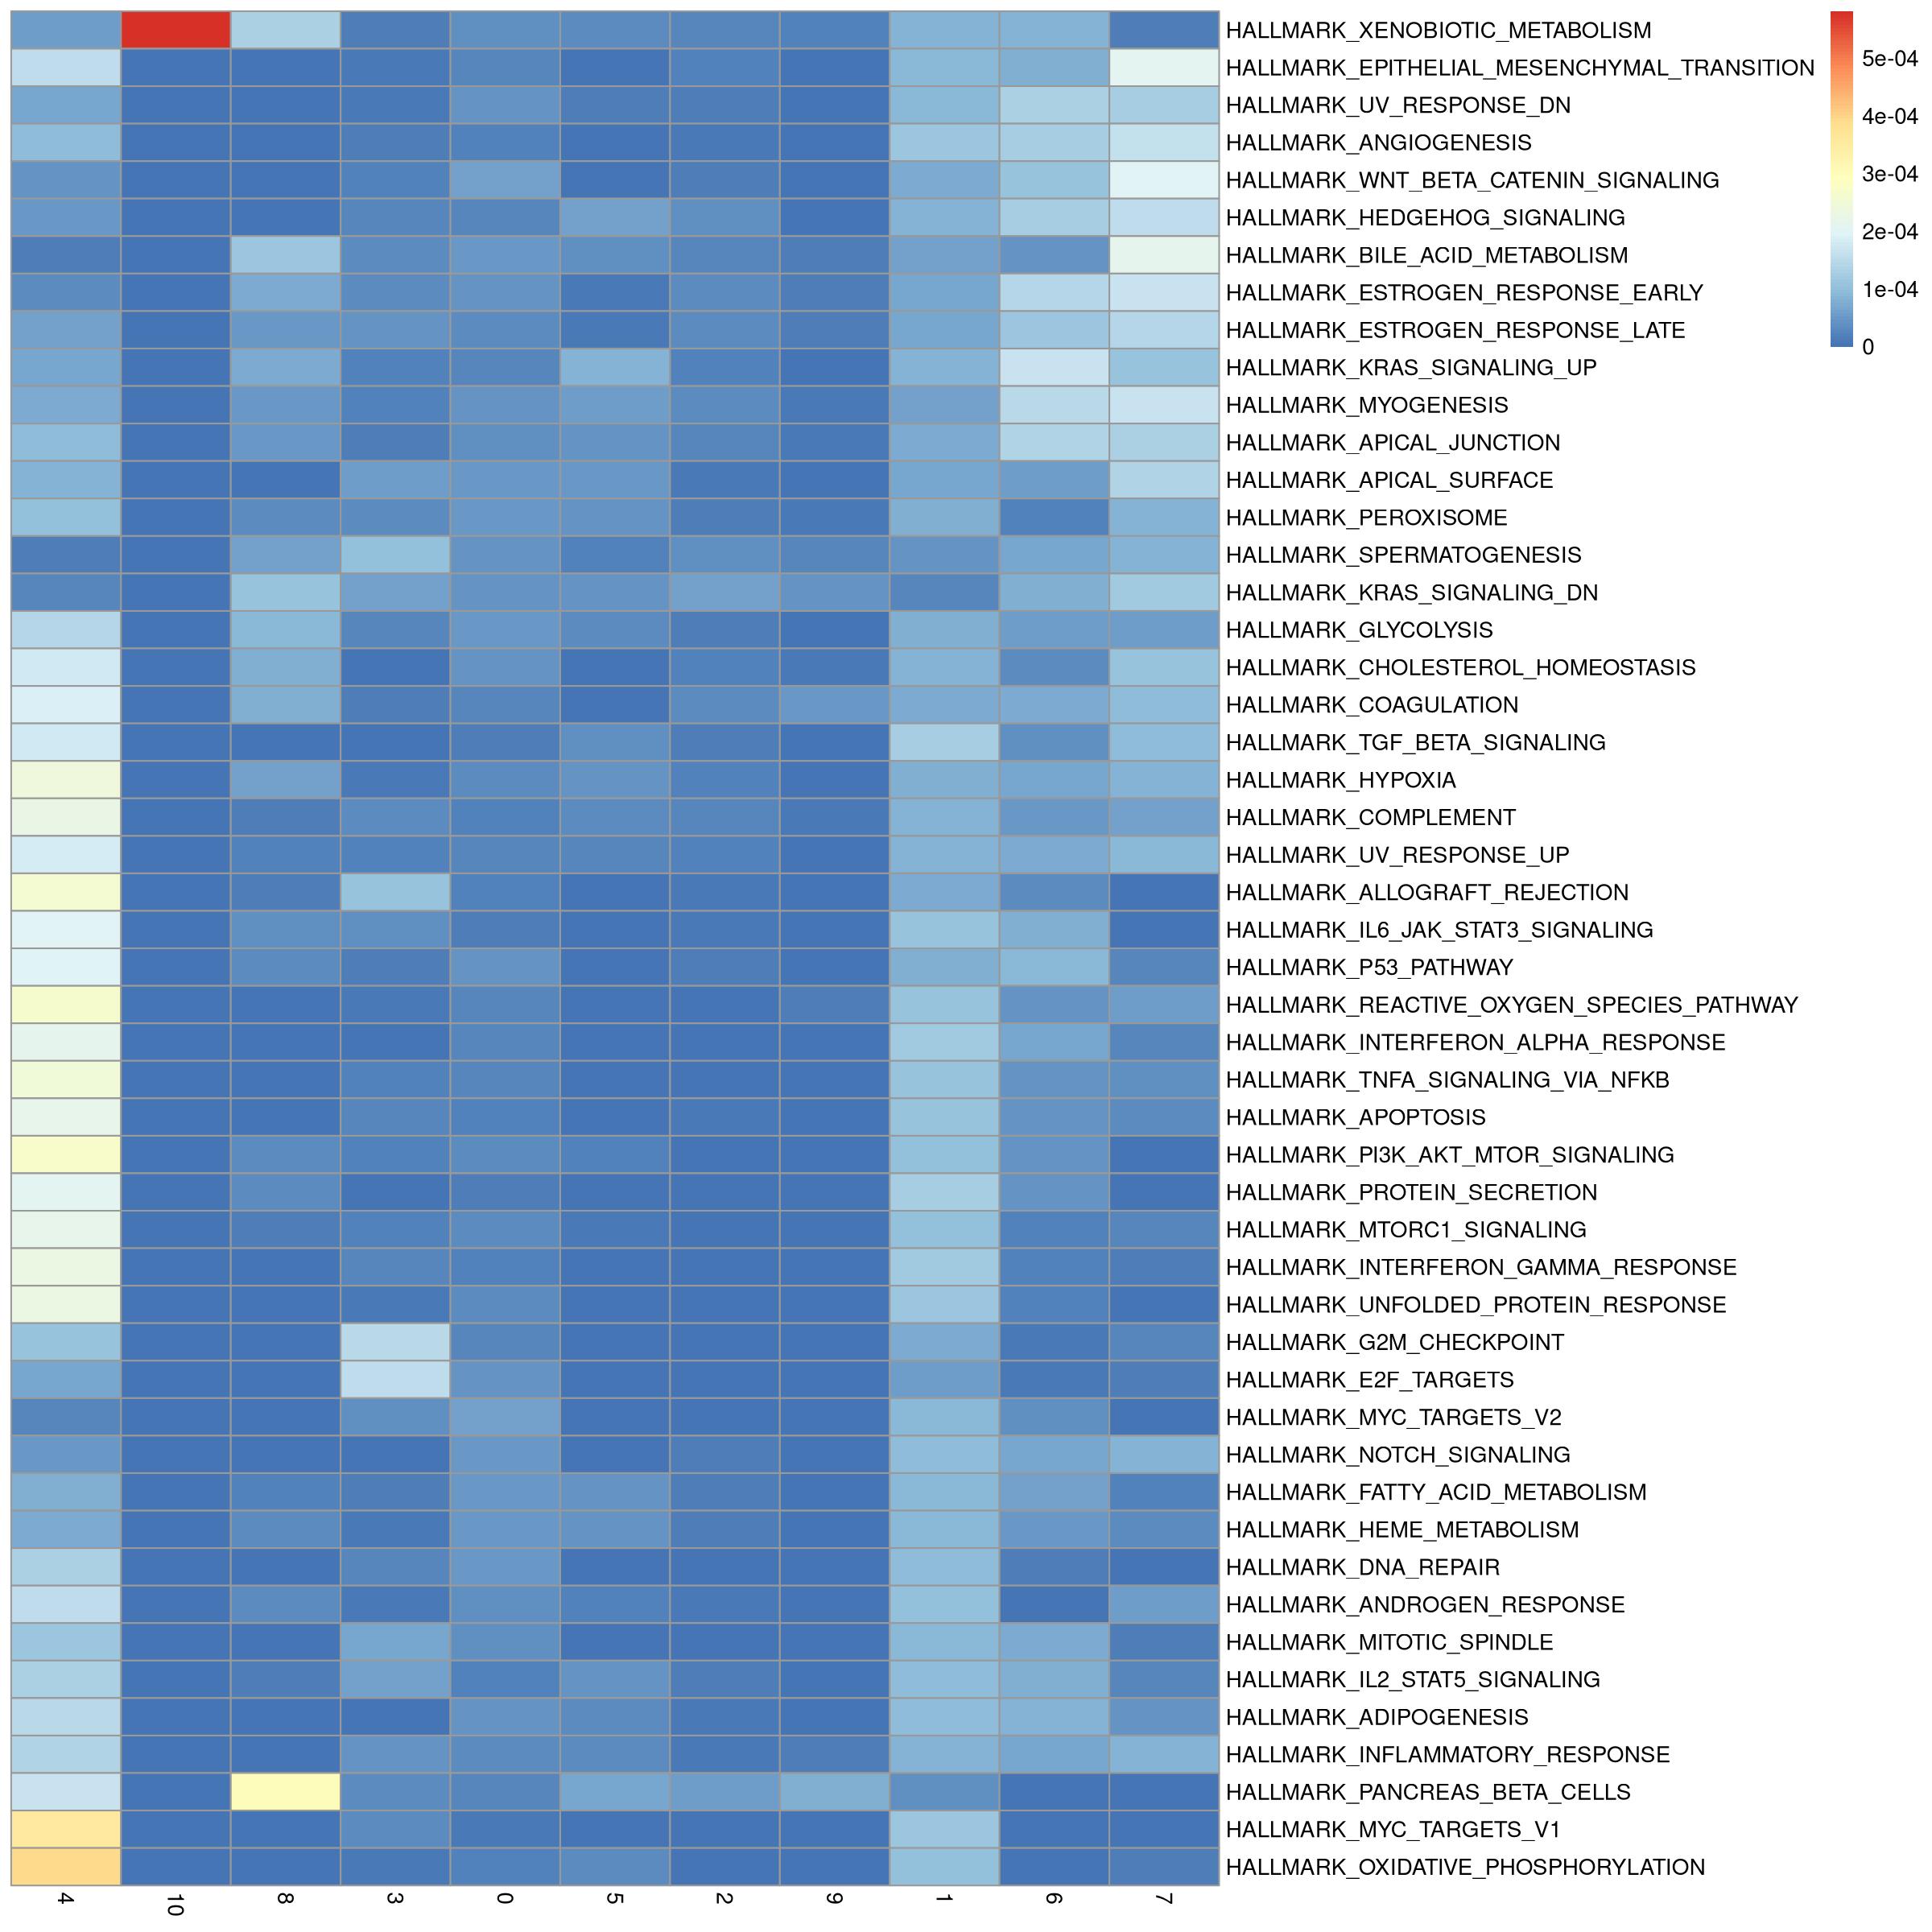 HALLMARK_XENOBIOTIC_METABOLISM
HALLMARK_EPITHELIAL_MESENCHYMAL_TRANSITION
HALLMARK_UV_RESPONSE_DN
HALLMARK_ANGIOGENESIS
HALLMARK_WNT_BETA_CATENIN_SIGNALING
HALLMARK_HEDGEHOG_SIGNALING
HALLMARK_BILE_ACID_METABOLISM
HALLMARK_ESTROGEN_RESPONSE_EARLY
HALLMARK_ESTROGEN_RESPONSE_LATE
HALLMARK_KRAS_SIGNALING_UP
HALLMARK_MYOGENESIS
HALLMARK_APICAL_JUNCTION
HALLMARK_APICAL_SURFACE
HALLMARK_PEROXISOME
HALLMARK_SPERMATOGENESIS
HALLMARK_KRAS_SIGNALING_DN
HALLMARK_GLYCOLYSIS
HALLMARK_CHOLESTEROL_HOMEOSTASIS
HALLMARK_COAGULATION
HALLMARK_TGF_BETA_SIGNALING
HALLMARK_HYPOXIA
HALLMARK_COMPLEMENT
HALLMARK_UV_RESPONSE_UP
HALLMARK_ALLOGRAFT_REJECTION
HALLMARK_IL6_JAK_STAT3_SIGNALING
HALLMARK_P53_PATHWAY
HALLMARK_REACTIVE_OXYGEN_SPECIES_PATHWAY
HALLMARK_INTERFERON_ALPHA_RESPONSE
HALLMARK_TNFA_SIGNALING_VIA_NFKB
HALLMARK_APOPTOSIS
HALLMARK_PI3K_AKT_MTOR_SIGNALING
HALLMARK_PROTEIN_SECRETION
HALLMARK_MTORC1_SIGNALING
HALLMARK_INTERFERON_GAMMA_RESPONSE
HALLMARK_UNFOLDED_PROTEIN_RESPONSE
HALLMARK_G2M_CHECKPOINT
HALLMARK_E2F_TARGETS
HALLMARK_MYC_TARGETS_V2
HALLMARK_NOTCH_SIGNALING
HALLMARK_FATTY_ACID_METABOLISM
HALLMARK_HEME_METABOLISM
HALLMARK_DNA_REPAIR
HALLMARK_ANDROGEN_RESPONSE
HALLMARK_MITOTIC_SPINDLE
HALLMARK_IL2_STAT5_SIGNALING
HALLMARK_ADIPOGENESIS
HALLMARK_INFLAMMATORY_RESPONSE
HALLMARK_PANCREAS_BETA_CELLS
HALLMARK_MYC_TARGETS_V1
HALLMARK_OXIDATIVE_PHOSPHORYLATION
4 10 8 3 0 5 2 9 1 6 7
5e-04
4e-04
3e-04
2e-04
1e-04
0